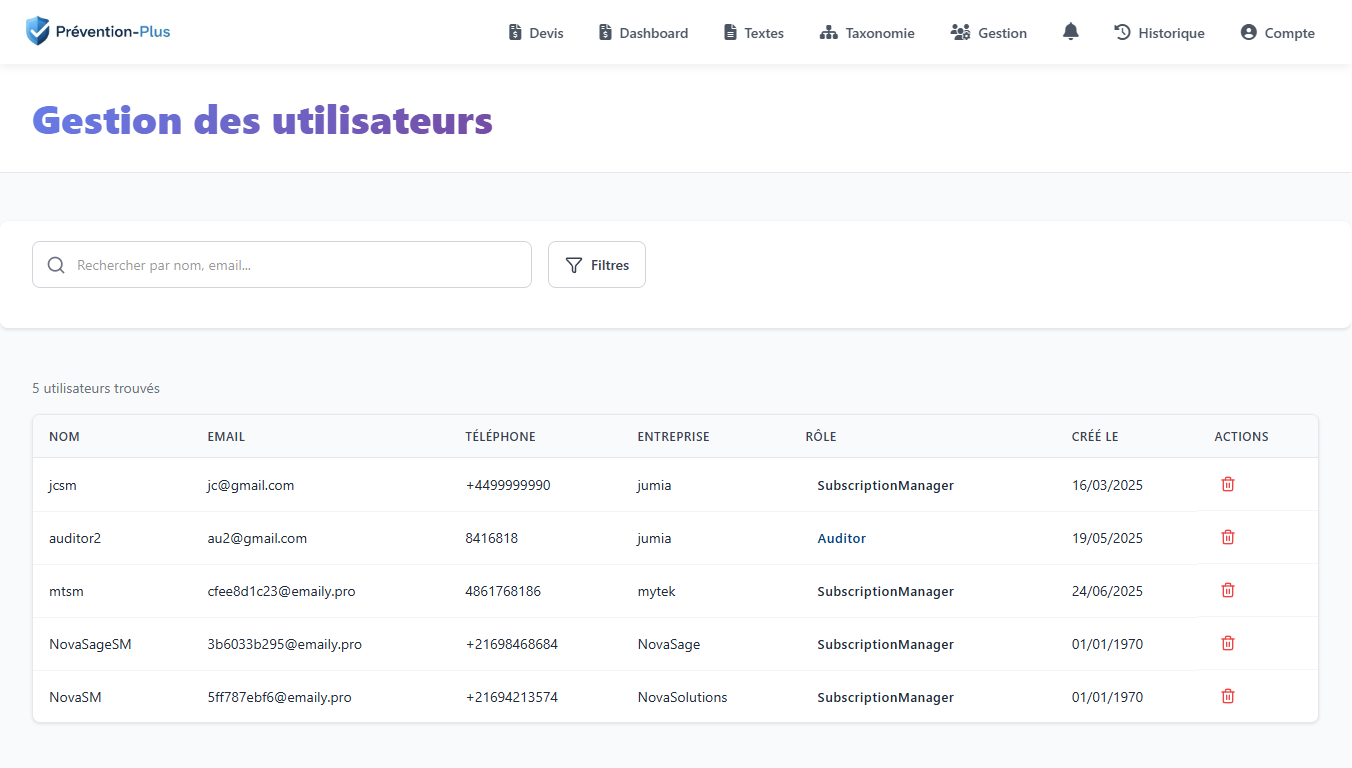 Prévention-Plus Devis Dashboard Textes Taxonomie Gestion Historique Compte
Gestion des utilisateurs
Rechercher par nom, email... Filtres
5 utilisateurs trouvés
NOM EMAIL TÉLÉPHONE ENTREPRISE RÔLE CRÉÉ LE ACTIONS
jcsm jc@gmail.com +4499999990 jumia SubscriptionManager 16/03/2025
auditor2 au2@gmail.com 8416818 jumia Auditor 19/05/2025
mtsm cfee8d1c23@emaily.pro 4861768186 mytek SubscriptionManager 24/06/2025
NovaSageSM 3b6033b295@emaily.pro +21698468684 NovaSage SubscriptionManager 01/01/1970
NovaSM 5ff787ebf6@emaily.pro +21694213574 NovaSolutions SubscriptionManager 01/01/1970